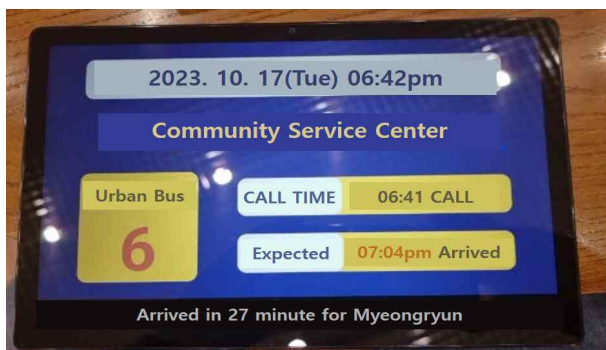 2023. 10. 17(Tue) 06:42pm
Community Service Center
Urban Bus
6
CALL TIME
06:41 CALL
Expected
07:04pm Arrived
Arrived in 27 minute for Myeongryun